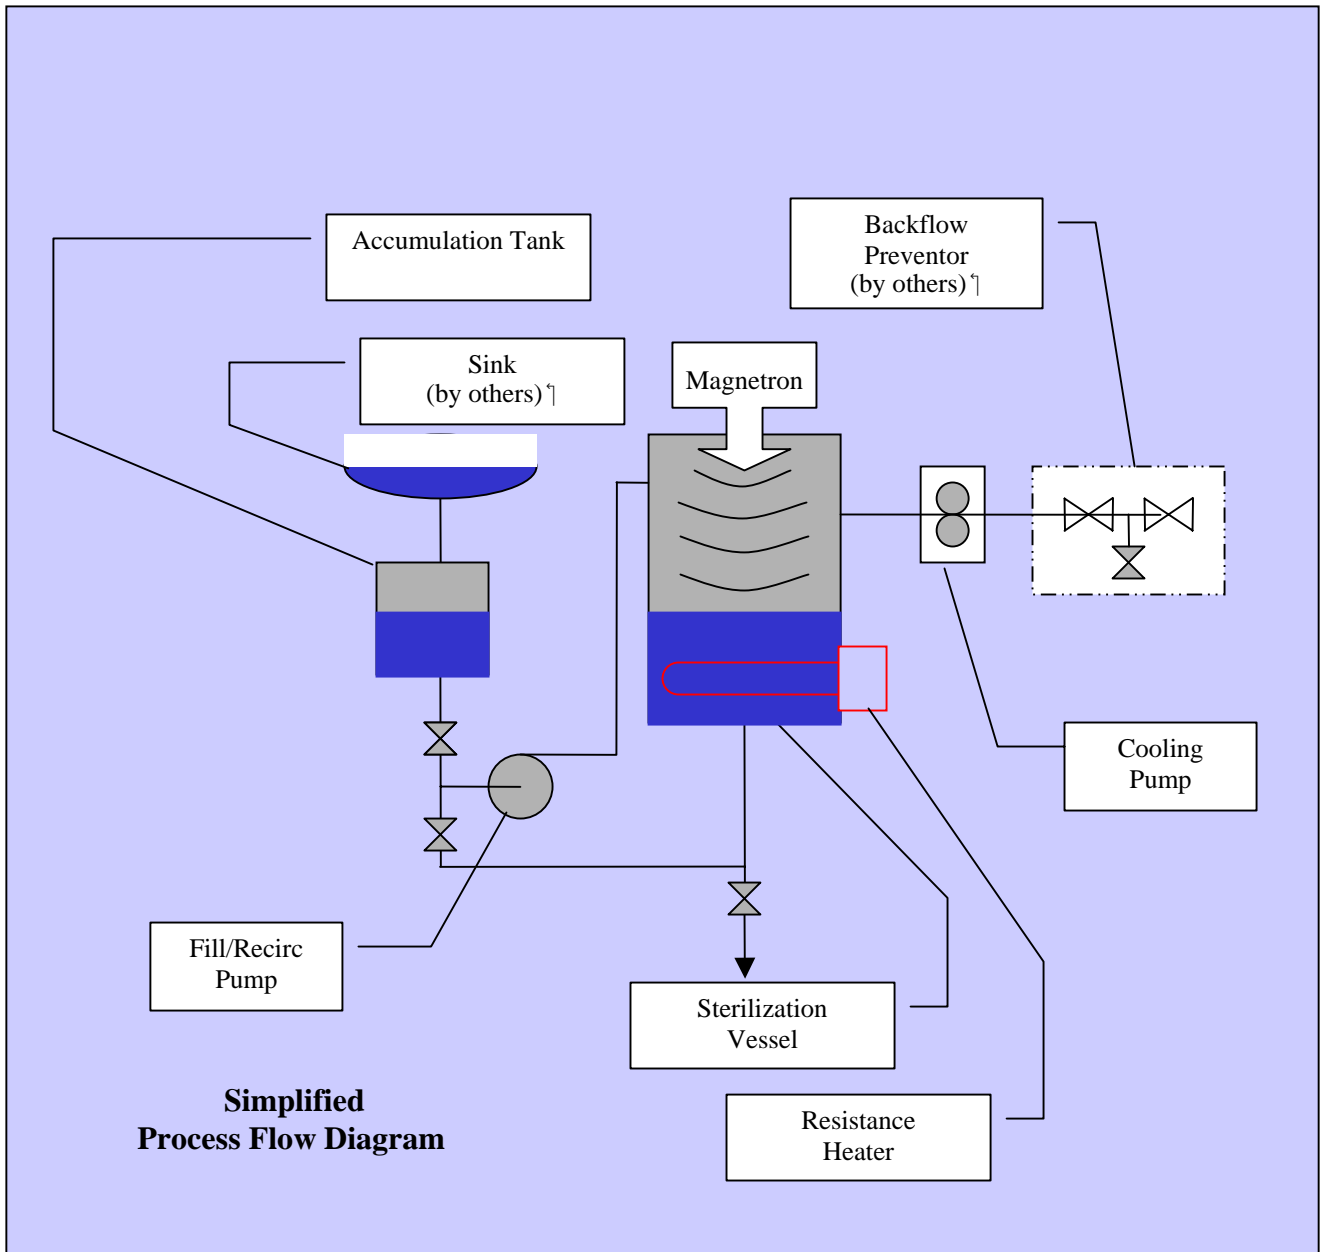 Accumulation Tank
Backflow
Preventor
(by others)
Sink
(by others)
Magnetron
Cooling
Pump
Fill/Recirc
Pump
Sterilization
Vessel
Resistance
Heater
Simplified
Process Flow Diagram